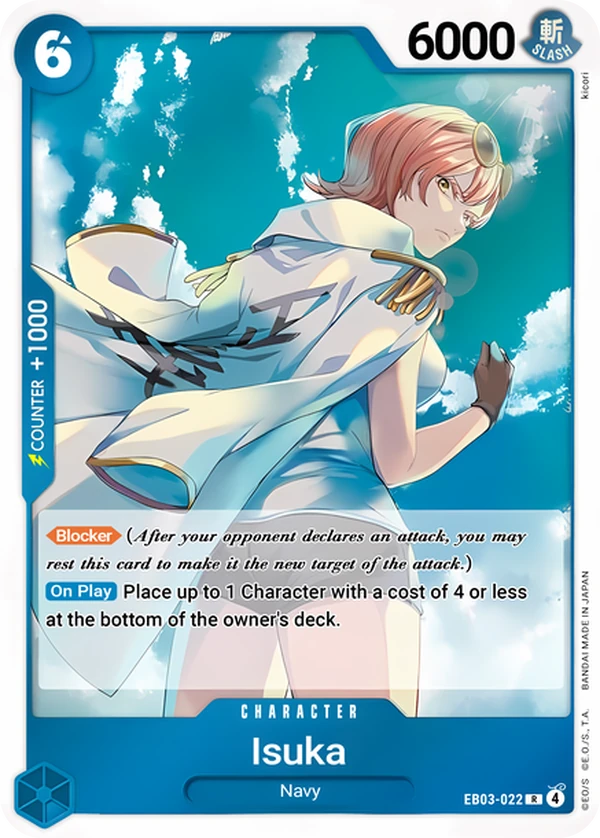 6
6000
斬
SLASH
kicori
COUNTER +1000
Blocker (After your opponent declares an attack, you may
rest this card to make it the new target of the attack.)
On Play Place up to 1 Character with a cost of 4 or less
at the bottom of the owner's deck.
CHARACTER
Isuka
Navy
EB03-022 R 4
©EO/S ©E.O./S., T.A. BANDAI MADE IN JAPAN